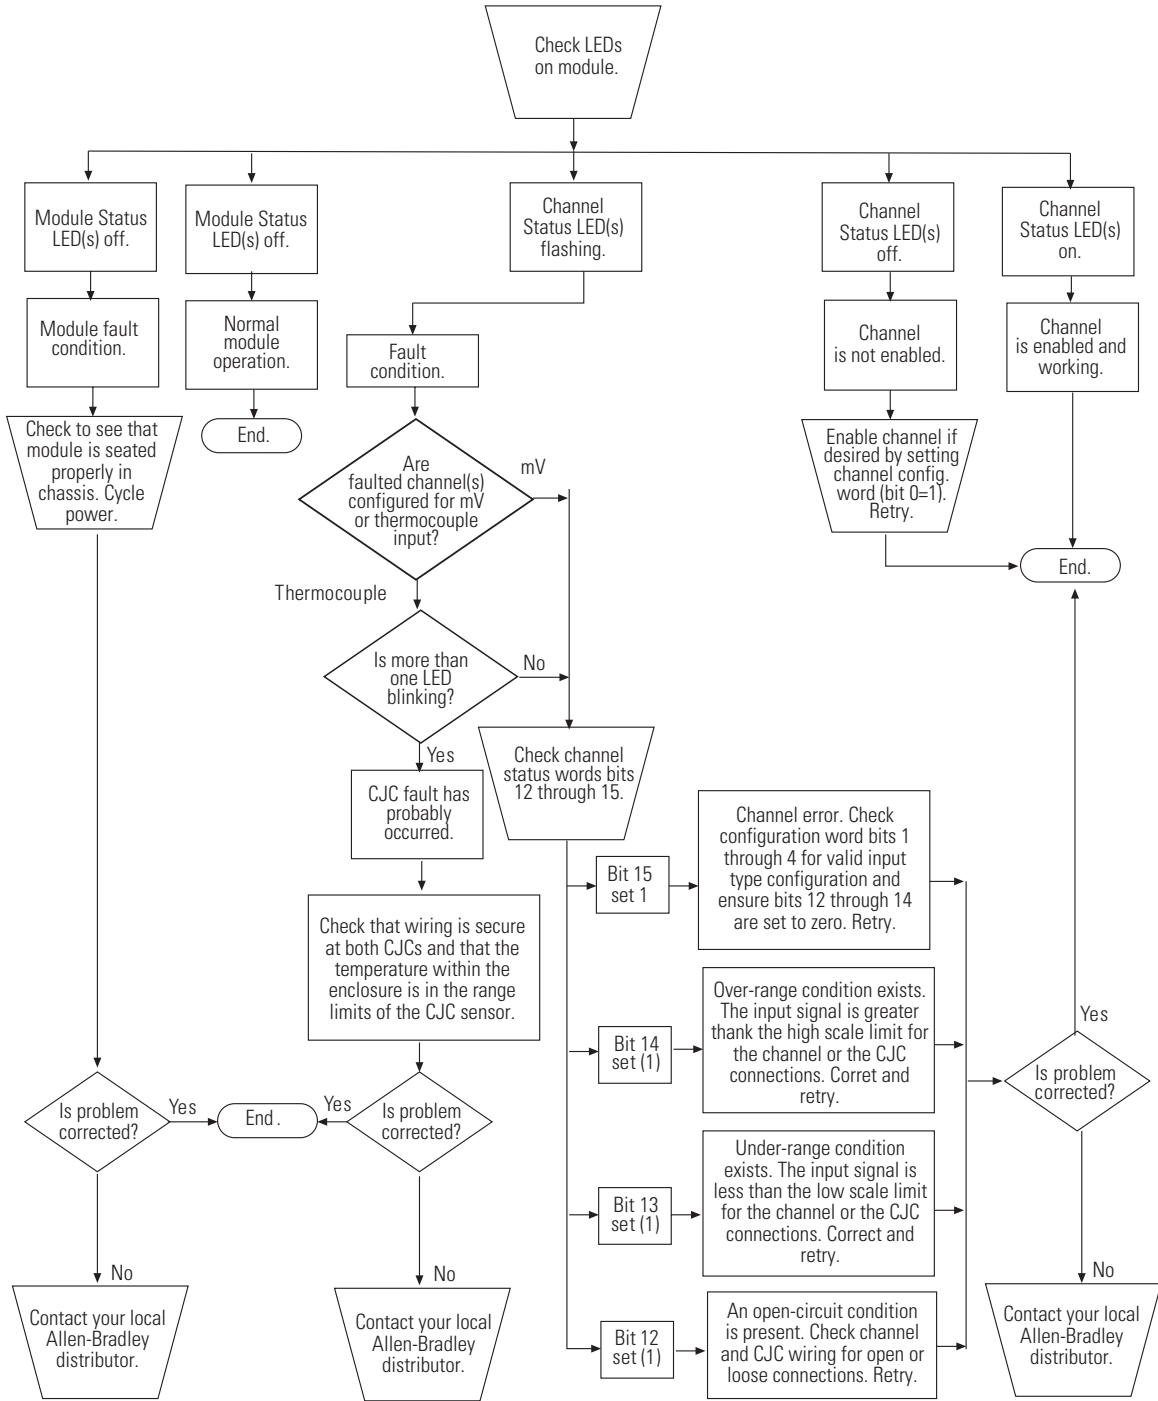 Check LEDs
on module.
Module Status
LED(s) off.
Module Status
LED(s) off.
Channel
Status LED(s)
flashing.
Channel
Status LED(s)
off.
Channel
Status LED(s)
on.
Module fault
condition.
Normal
module
operation.
Fault
condition.
Channel
is not enabled.
Channel
is enabled and
working.
Check to see that
module is seated
properly in
chassis. Cycle
power.
End.
Are
faulted channel(s)
configured for mV
or thermocouple
input?
mV
Enable channel if
desired by setting
channel config.
word (bit 0=1).
Retry.
End.
Thermocouple
Is more than
one LED
blinking?
No
Yes
Check channel
status words bits
12 through 15.
CJC fault has
probably
occurred.
Bit 15
set 1
Channel error. Check
configuration word bits 1
through 4 for valid input
type configuration and
ensure bits 12 through 14
are set to zero. Retry.
Check that wiring is secure
at both CJCs and that the
temperature within the
enclosure is in the range
limits of the CJC sensor.
Bit 14
set (1)
Over-range condition exists.
The input signal is greater
thank the high scale limit for
the channel or the CJC
connections. Corret and
retry.
Yes
Is problem
corrected?
Is problem
corrected?
Yes
End .
Yes
Is problem
corrected?
Bit 13
set (1)
Under-range condition
exists. The input signal is
less than the low scale limit
for the channel or the CJC
connections. Correct and
retry.
No
No
No
Contact your local
Allen-Bradley
distributor.
Contact your local
Allen-Bradley
distributor.
Bit 12
set (1)
An open-circuit condition
is present. Check channel
and CJC wiring for open or
loose connections. Retry.
Contact your local
Allen-Bradley
distributor.